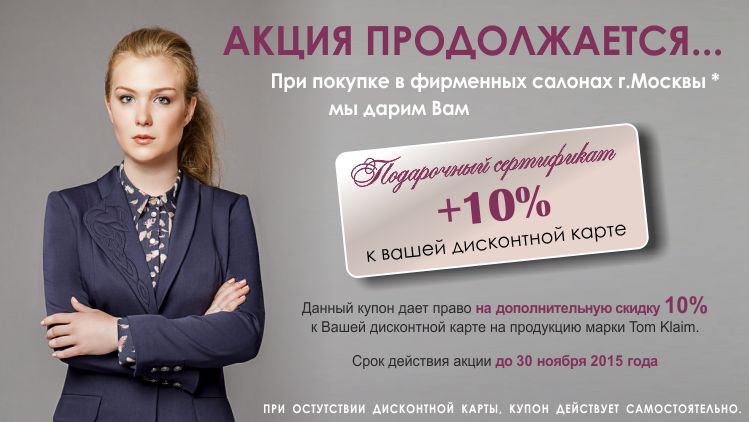 АКЦИЯ ПРОДОЛЖАЕТСЯ...
При покупке в фирменных салонах г.Москвы *
мы дарим Вам
Подарочный сертификат
+10%
к вашей дисконтной карте
Данный купон дает право на дополнительную скидку 10%
к Вашей дисконтной карте на продукцию марки Tom Klaim.
Срок действия акции до 30 ноября 2015 года
ПРИ ОСТУТСТВИИ ДИСКОНТНОЙ КАРТЫ, КУПОН ДЕЙСТВУЕТ САМОСТОЯТЕЛЬНО.